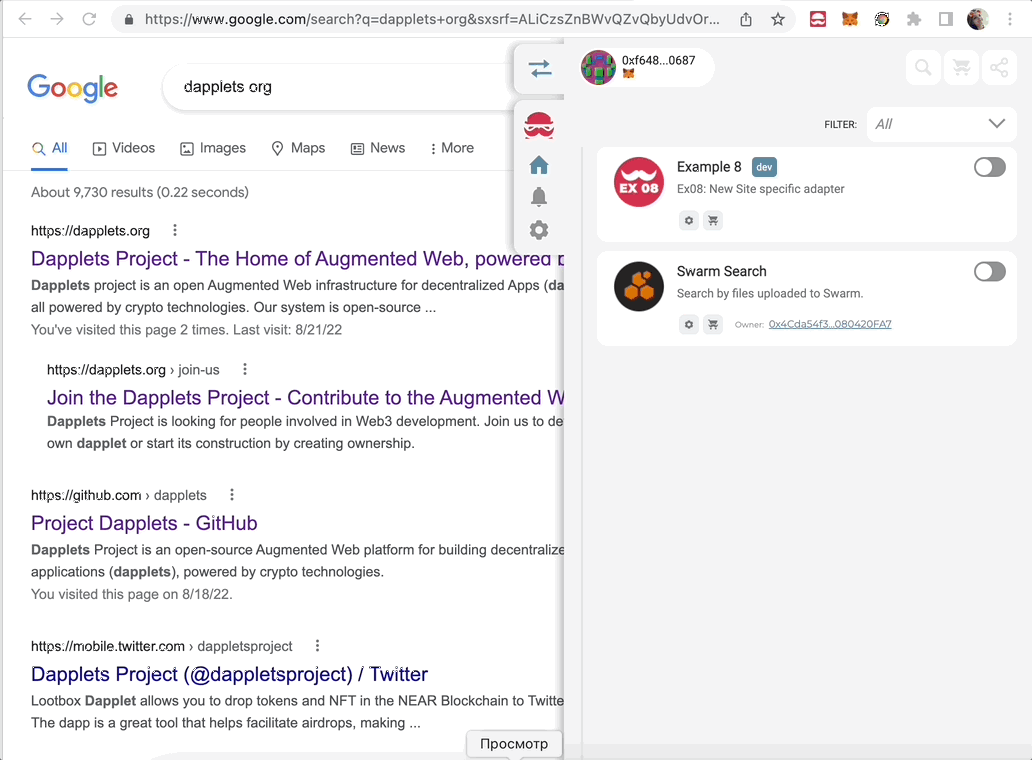 https://www.google.com/search?q=dapplets+org&sxsrf=ALiCzsZnBWvQZvQbyUdvOr...
Google
dapplets org
All
Videos
Images
Maps
News
More
About 9,730 results (0.22 seconds)
https://dapplets.org
Dapplets Project - The Home of Augmented Web, powered b
Dapplets project is an open Augmented Web infrastructure for decentralized Apps (da
all powered by crypto technologies. Our system is open-source ...
You've visited this page 2 times. Last visit: 8/21/22
https://dapplets.org › join-us
Join the Dapplets Project - Contribute to the Augmented W
Dapplets Project is looking for people involved in Web3 development. Join us to de
own dapplet or start its construction by creating ownership.
https://github.com › dapplets
Project Dapplets - GitHub
Dapplets Project is an open-source Augmented Web platform for building decentralize
applications (dapplets), powered by crypto technologies.
You visited this page on 8/18/22.
https://mobile.twitter.com › dappletsproject
Dapplets Project (@dappletsproject) / Twitter
Lootbox Dapplet allows you to drop tokens and NFT in the NEAR Blockchain to Twitte
The dapp is a great tool that helps facilitate airdrops, making ...
Просмотр
0xf648...0687
FILTER: All
EX 08
Example 8 dev
Ex08: New Site specific adapter
Swarm Search
Search by files uploaded to Swarm.
Owner: 0x4Cda54f3...080420FA7